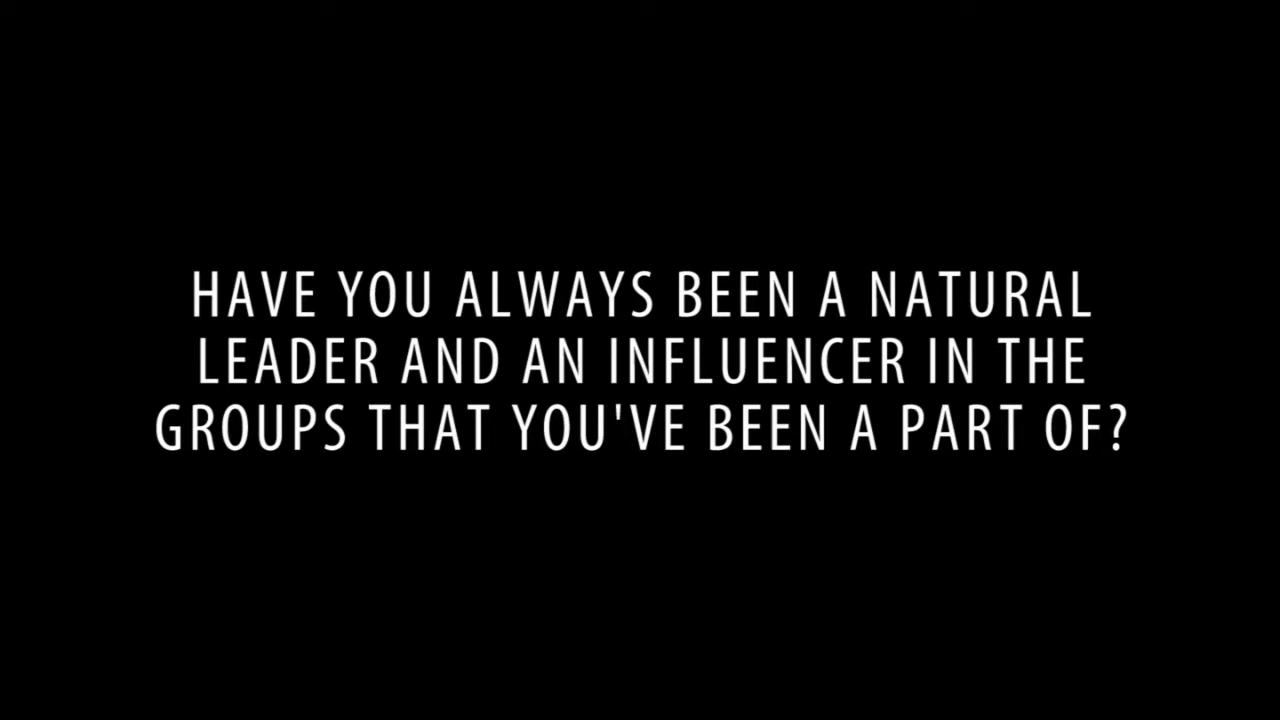 HAVE YOU ALWAYS BEEN A NATURAL
LEADER AND AN INFLUENCER IN THE
GROUPS THAT YOU'VE BEEN A PART OF?